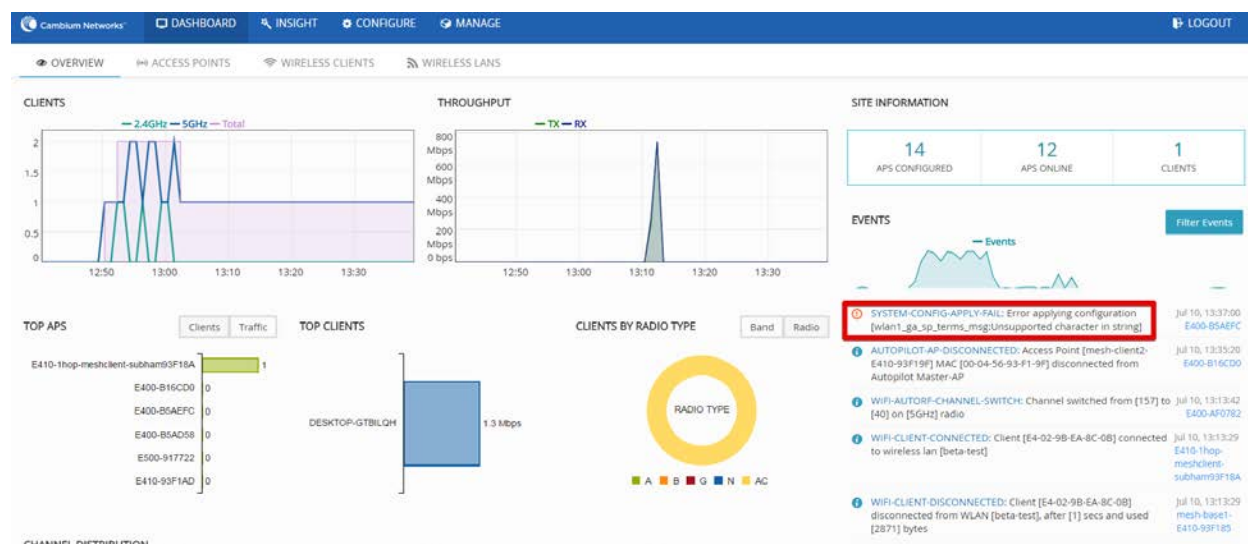 Cambium Networks™
DASHBOARD
INSIGHT
CONFIGURE
MANAGE
LOGOUT
OVERVIEW
ACCESS POINTS
WIRELESS CLIENTS
WIRELESS LANS
CLIENTS
2.4GHz
5GHz
Total
2
1.5
1
0.5
0
12:50
13:00
13:10
13:20
13:30
THROUGHPUT
TX
RX
800
Mbps
600
Mbps
400
Mbps
200
Mbps
0 bps
12:50
13:00
13:10
13:20
13:30
SITE INFORMATION
14
APS CONFIGURED
12
APS ONLINE
1
CLIENTS
EVENTS
Filter Events
Events
SYSTEM-CONFIG-APPLY-FAIL: Error applying configuration
[wlan1_ga_sp_terms_msg:Unsupported character in string]
Jul 10, 13:37:00
E400-B5AEFC
AUTOPILOT-AP-DISCONNECTED: Access Point [mesh-client2-
E410-93F19F] MAC [00-04-56-93-F1-9F] disconnected from
Autopilot Master-AP
Jul 10, 13:35:20
E400-B16CD0
WIFI-AUTORF-CHANNEL-SWITCH: Channel switched from [157] to
[40] on [5GHz] radio
Jul 10, 13:13:42
E400-AF0782
WIFI-CLIENT-CONNECTED: Client [E4-02-9B-EA-8C-0B] connected
to wireless lan [beta-test]
Jul 10, 13:13:29
E410-1hop-
meshclient-
subham93F18A
WIFI-CLIENT-DISCONNECTED: Client [E4-02-9B-EA-8C-0B]
disconnected from WLAN [beta-test], after [1] secs and used
[2871] bytes
Jul 10, 13:13:29
mesh-base1-
E410-93F185
TOP APS
Clients
Traffic
E410-1hop-meshclient-subham93F18A
1
E400-B16CD0
0
E400-B5AEFC
0
E400-B5AD58
0
E500-917722
0
E410-93F1AD
0
TOP CLIENTS
DESKTOP-GTBILQH
1.3 Mbps
CLIENTS BY RADIO TYPE
Band
Radio
RADIO TYPE
A
B
G
N
AC
CHANNEL DISTRIBUTION